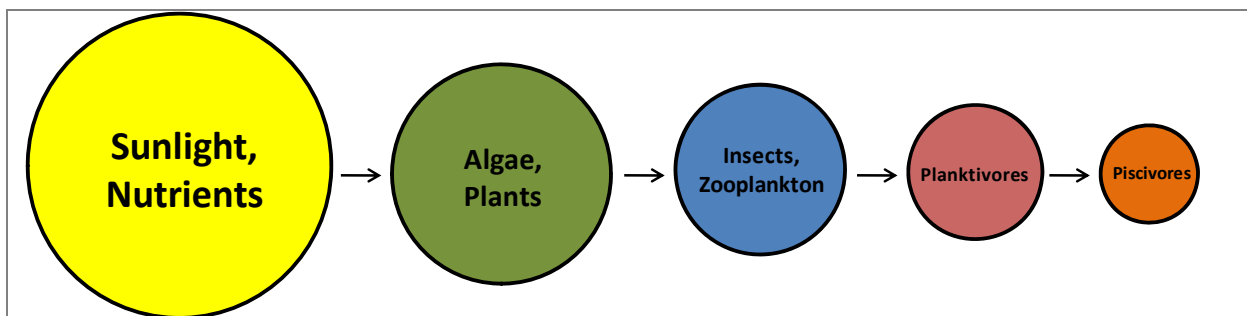 Sunlight,
Nutrients
Algae,
Plants
Insects,
Zooplankton
Planktivores
Piscivores